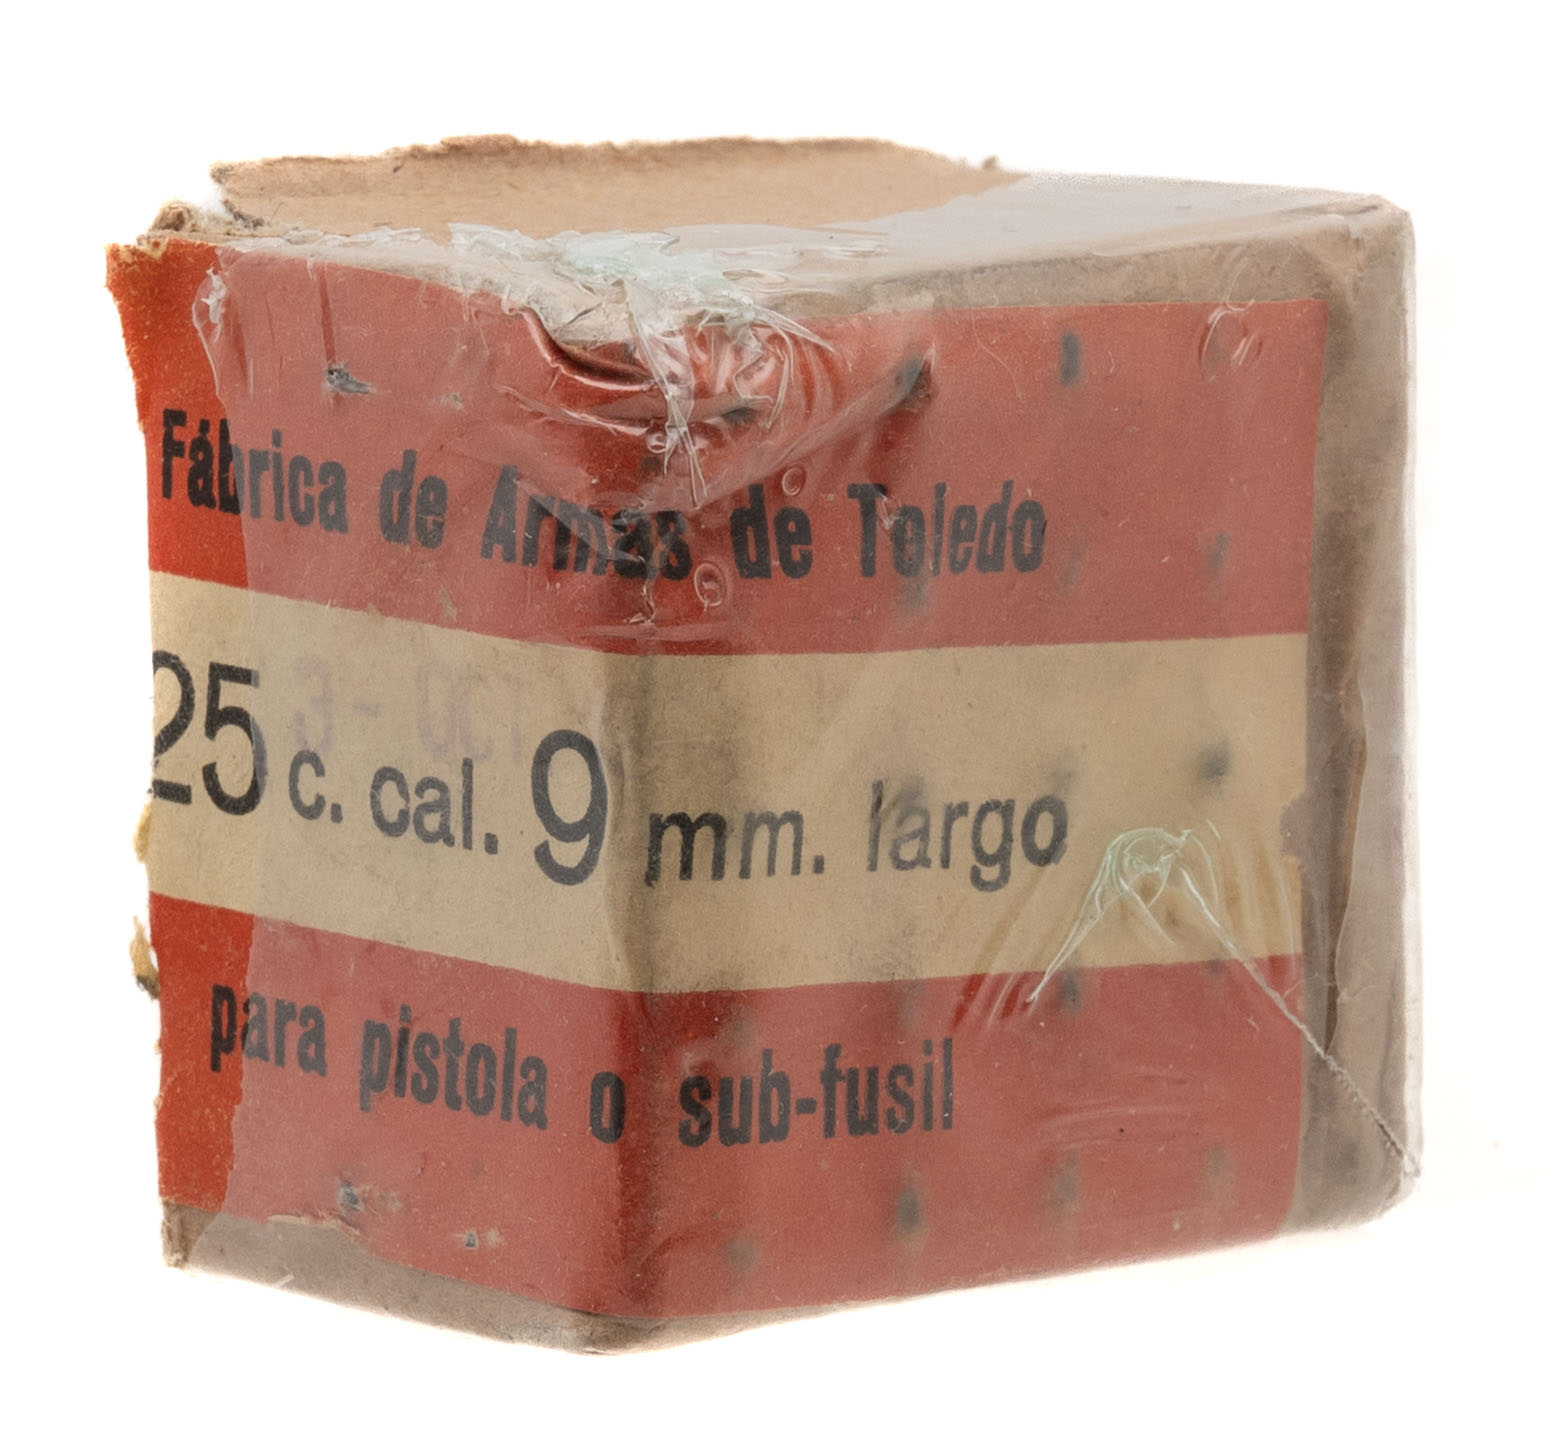 Fábrica de Armas de Toledo
25 c. cal. 9 mm. largo
para pistola o sub-fusil